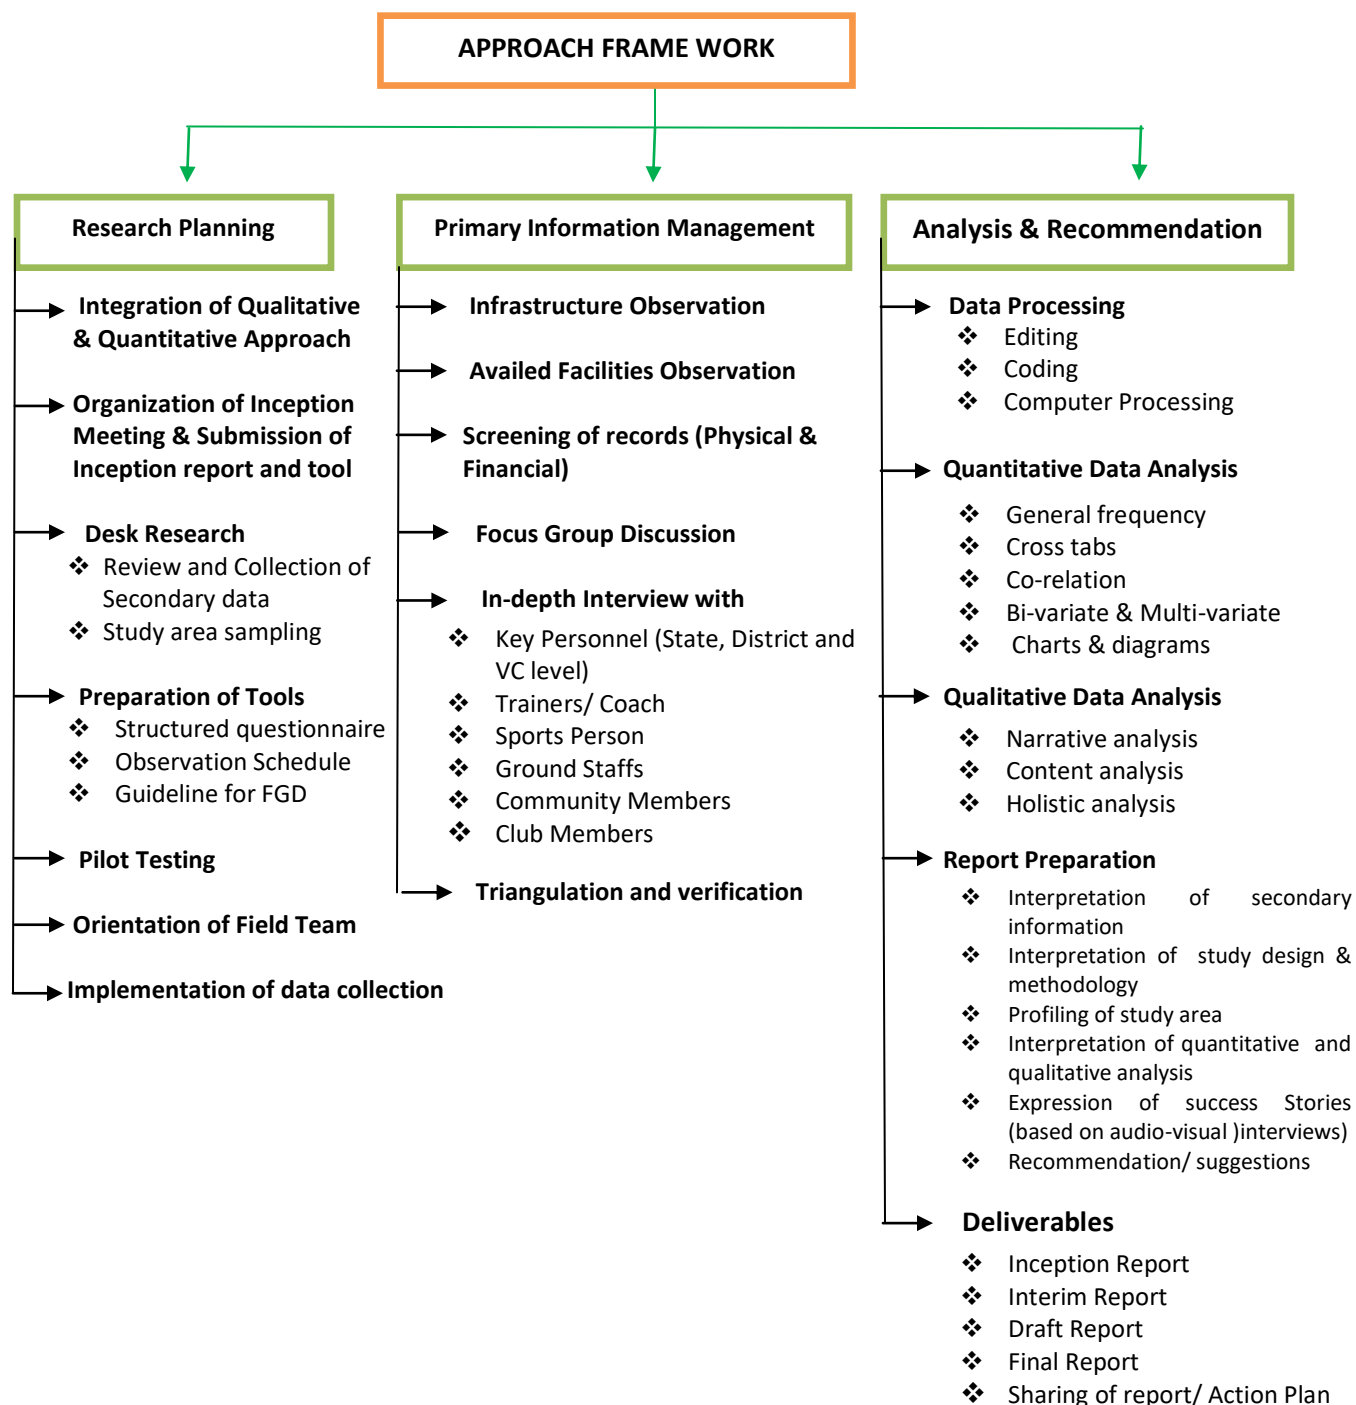 APPROACH FRAME WORK
Research Planning
Integration of Qualitative
& Quantitative Approach
Organization of Inception
Meeting & Submission of
Inception report and tool
Desk Research
❖ Review and Collection of
Secondary data
❖ Study area sampling
Preparation of Tools
❖ Structured questionnaire
❖ Observation Schedule
❖ Guideline for FGD
Pilot Testing
Orientation of Field Team
Implementation of data collection
Primary Information Management
Infrastructure Observation
Availed Facilities Observation
Screening of records (Physical &
Financial)
Focus Group Discussion
In-depth Interview with
❖ Key Personnel (State, District and
VC level)
❖ Trainers/ Coach
❖ Sports Person
❖ Ground Staffs
❖ Community Members
❖ Club Members
Triangulation and verification
Analysis & Recommendation
Data Processing
❖ Editing
❖ Coding
❖ Computer Processing
Quantitative Data Analysis
❖ General frequency
❖ Cross tabs
❖ Co-relation
❖ Bi-variate & Multi-variate
❖ Charts & diagrams
Qualitative Data Analysis
❖ Narrative analysis
❖ Content analysis
❖ Holistic analysis
Report Preparation
❖ Interpretation of secondary
information
❖ Interpretation of study design &
methodology
❖ Profiling of study area
❖ Interpretation of quantitative and
qualitative analysis
❖ Expression of success Stories
(based on audio-visual )interviews)
❖ Recommendation/ suggestions
Deliverables
❖ Inception Report
❖ Interim Report
❖ Draft Report
❖ Final Report
❖ Sharing of report/ Action Plan